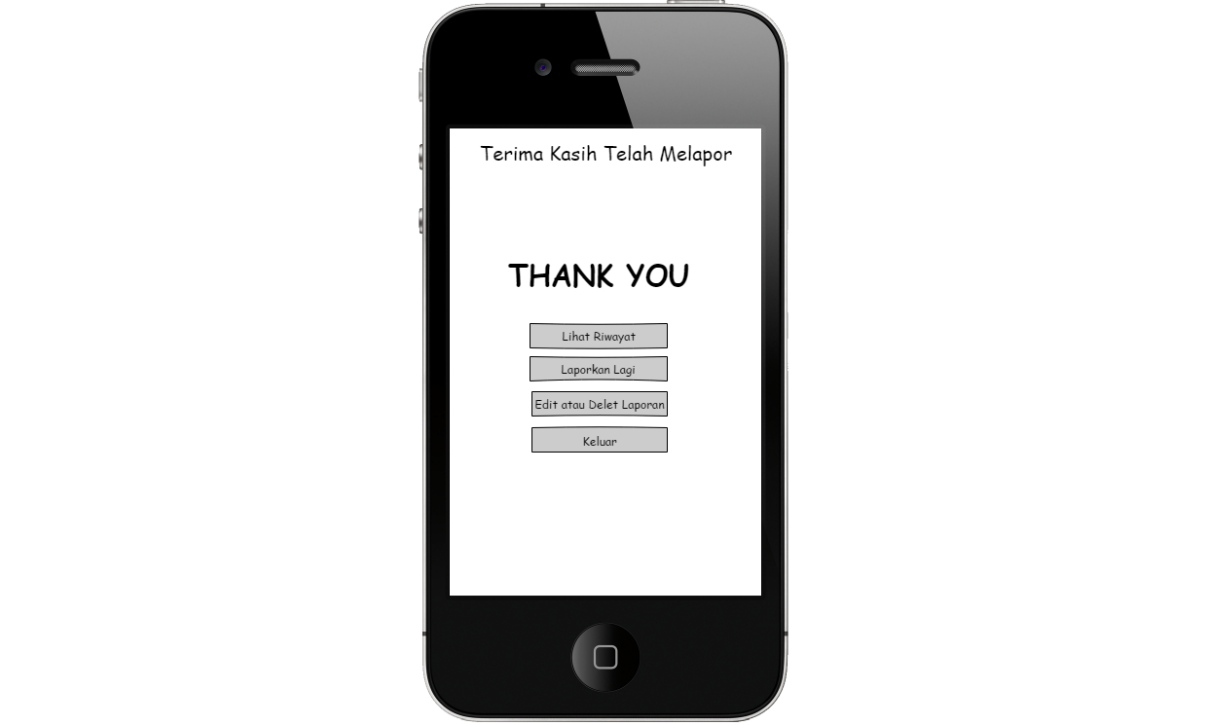 Terima Kasih Telah Melapor
THANK YOU
Lihat Riwayat
Laporkan Lagi
Edit atau Delet Laporan
Keluar